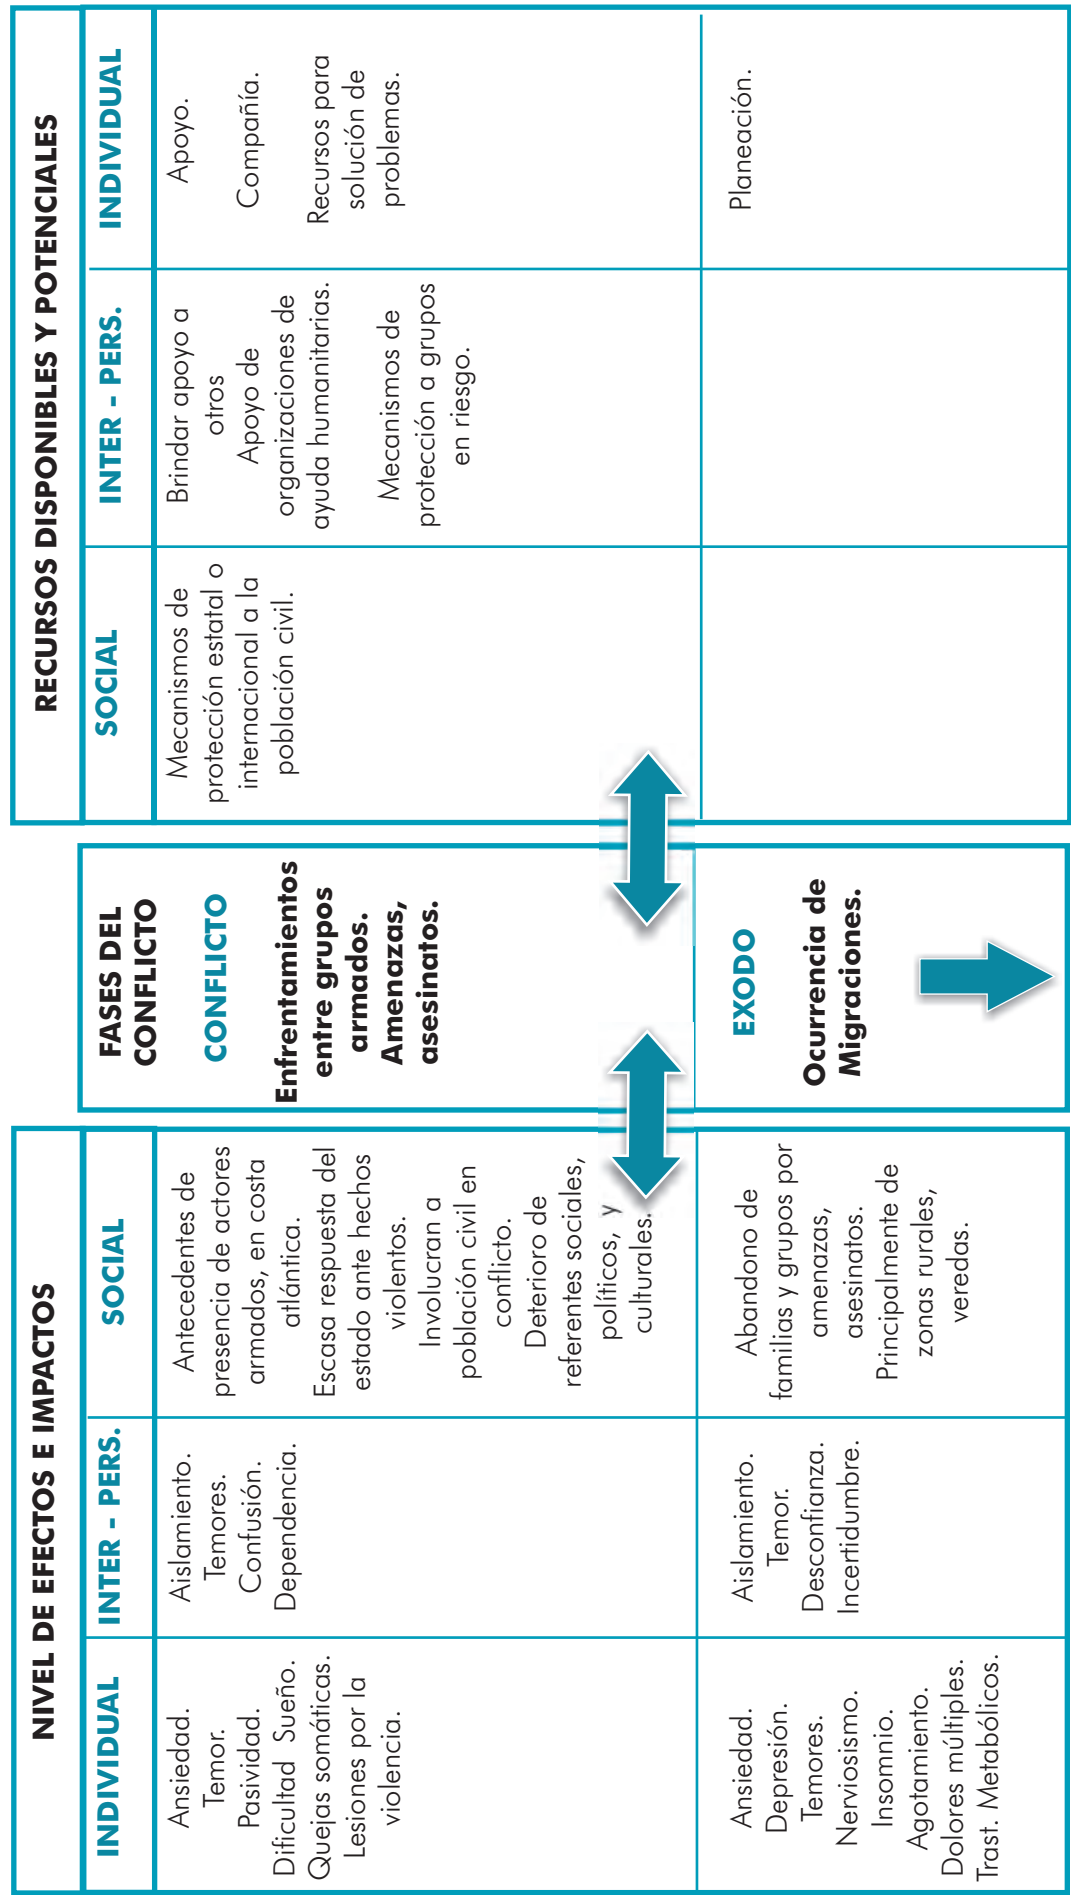 NIVEL DE EFECTOS E IMPACTOS
INDIVIDUAL
INTER - PERS.
SOCIAL
FASES DEL
CONFLICTO
RECURSOS DISPONIBLES Y POTENCIALES
SOCIAL
INTER - PERS.
INDIVIDUAL
Ansiedad.
Temor.
Pasividad.
Dificultad Sueño.
Quejas somáticas.
Lesiones por la
violencia.
Aislamiento.
Temores.
Confusión.
Dependencia.
Antecedentes de
presencia de actores
armados, en costa
atlántica.
Escasa respuesta del
estado ante hechos
violentos.
Involucran a
población civil en
conflicto.
Deterioro de
referentes sociales,
políticos, y
culturales.
CONFLICTO
Enfrentamientos
entre grupos
armados.
Amenazas,
asesinatos.
Mecanismos de
protección estatal o
internacional a la
población civil.
Brindar apoyo a
otros
Apoyo de
organizaciones de
ayuda humanitarias.
Mecanismos de
protección a grupos
en riesgo.
Apoyo.
Compañía.
Recursos para
solución de
problemas.
Ansiedad.
Depresión.
Temores.
Nerviosismo.
Insomnio.
Agotamiento.
Dolores múltiples.
Trast. Metabólicos.
Aislamiento.
Temor.
Desconfianza.
Incertidumbre.
Abandono de
familias y grupos por
amenazas,
asesinatos.
Principalmente de
zonas rurales,
veredas.
EXODO
Ocurrencia de
Migraciones.
Planeación.